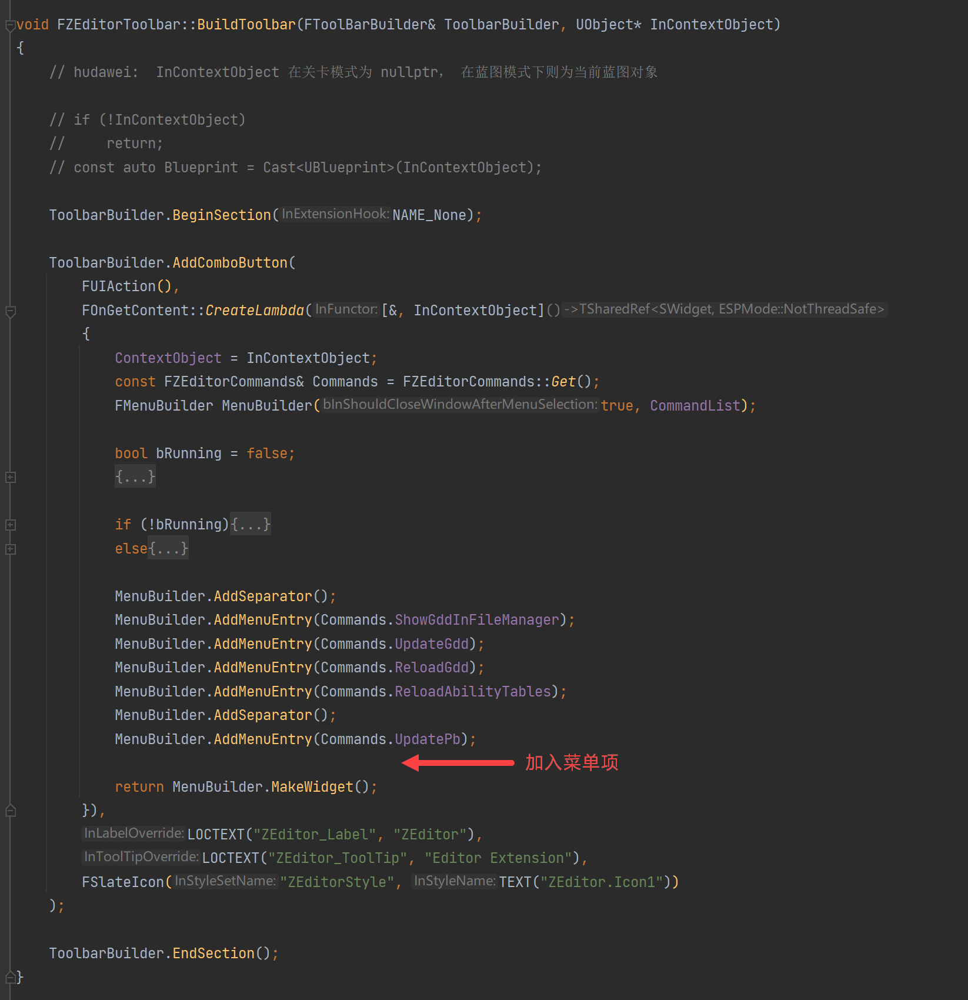 void FZEditorToolbar::BuildToolbar(FToolBarBuilder& ToolbarBuilder, UObject* InContextObject)
{
// hudawei:  InContextObject 在关卡模式为 nullptr， 在蓝图模式下则为当前蓝图对象
// if (!InContextObject)
//     return;
// const auto Blueprint = Cast<UBlueprint>(InContextObject);
ToolbarBuilder.BeginSection(InExtensionHook:NAME_None);
ToolbarBuilder.AddComboButton(
FUIAction(),
FOnGetContent::CreateLambda(InFunctor:[&, InContextObject]()->TSharedRef<SWidget, ESPMode::NotThreadSafe>
{
ContextObject = InContextObject;
const FZEditorCommands& Commands = FZEditorCommands::Get();
FMenuBuilder MenuBuilder(bInShouldCloseWindowAfterMenuSelection:true, CommandList);
bool bRunning = false;
{...}
if (!bRunning){...}
else{...}
MenuBuilder.AddSeparator();
MenuBuilder.AddMenuEntry(Commands.ShowGddInFileManager);
MenuBuilder.AddMenuEntry(Commands.UpdateGdd);
MenuBuilder.AddMenuEntry(Commands.ReloadGdd);
MenuBuilder.AddMenuEntry(Commands.ReloadAbilityTables);
MenuBuilder.AddSeparator();
MenuBuilder.AddMenuEntry(Commands.UpdatePb);
加入菜单项
return MenuBuilder.MakeWidget();
}),
InLabelOverride:LOCTEXT("ZEditor_Label", "ZEditor"),
InToolTipOverride:LOCTEXT("ZEditor_ToolTip", "Editor Extension"),
FSlateIcon(InStyleSetName:"ZEditorStyle", InStyleName:TEXT("ZEditor.Icon1"))
);
ToolbarBuilder.EndSection();
}